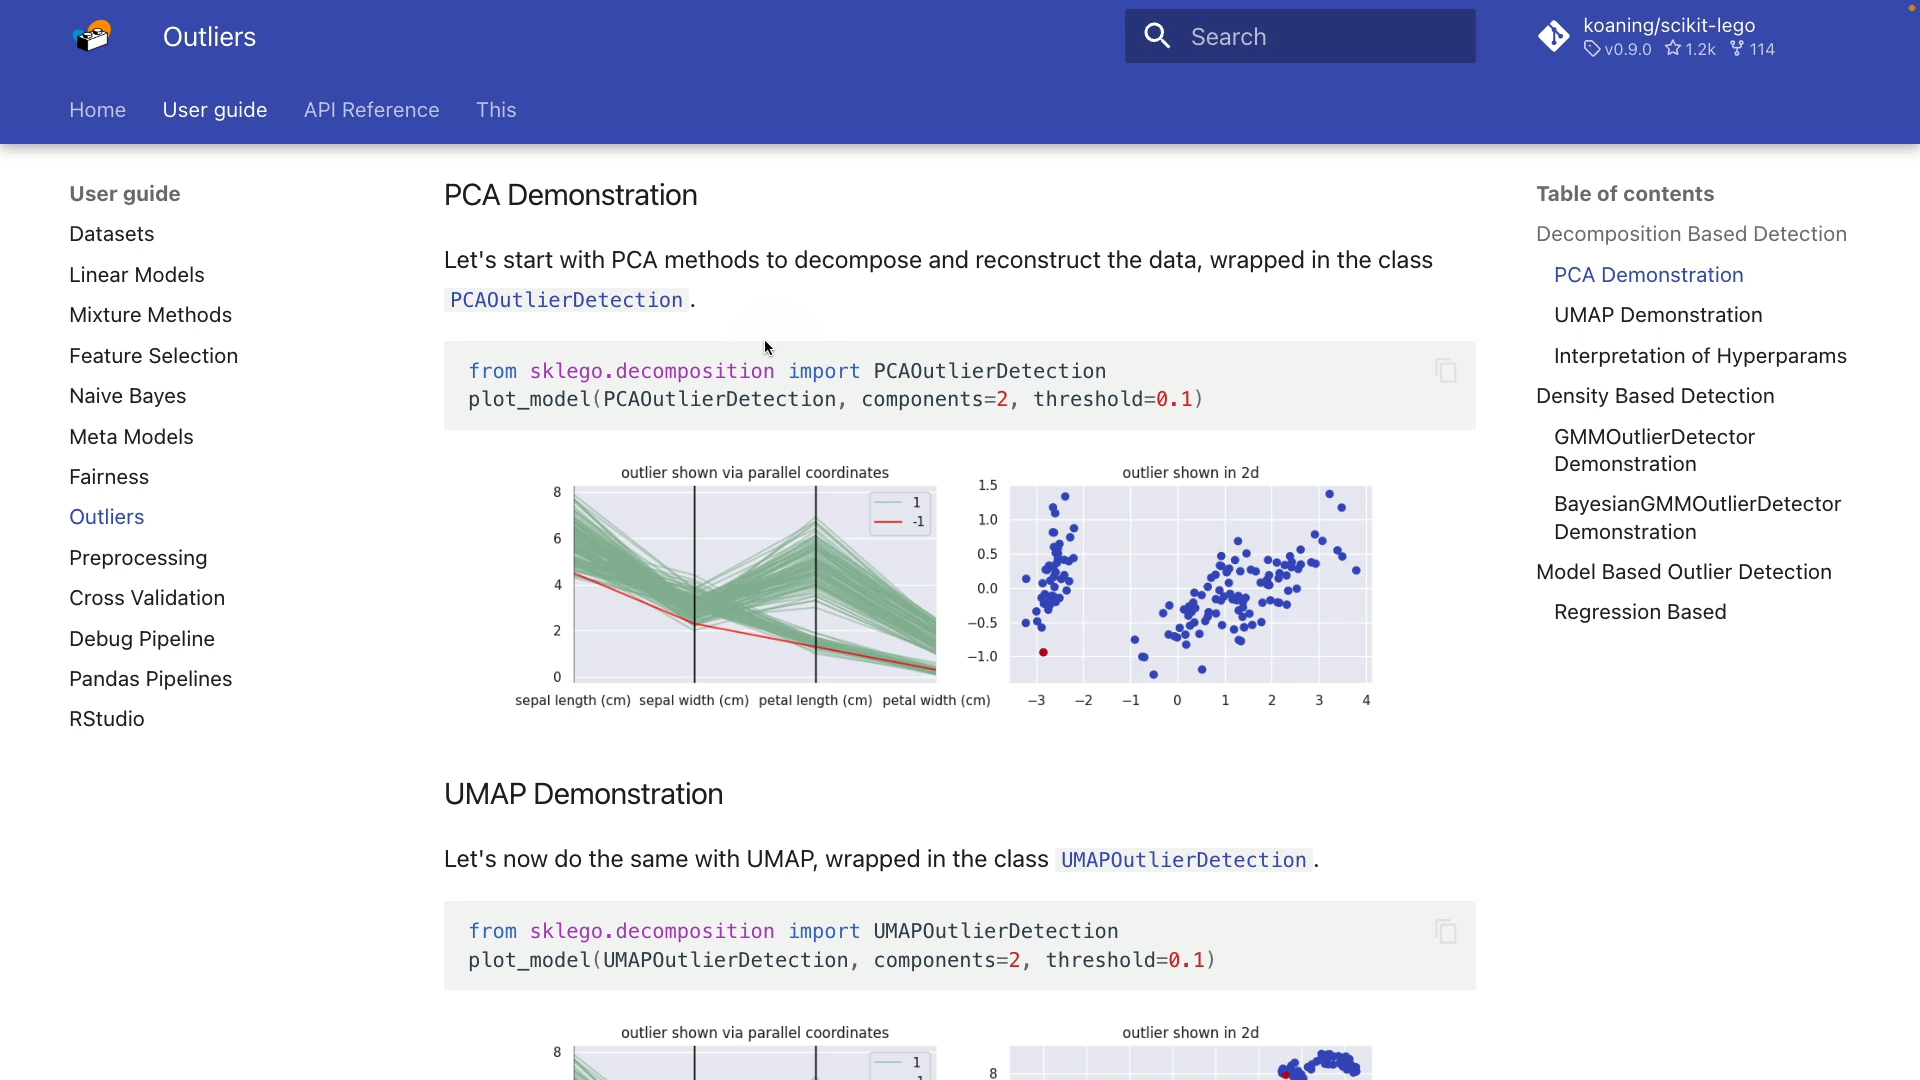 Outliers
Search
koaning/scikit-lego
v0.9.0 1.2k 114
Home User guide API Reference This
User guide
Datasets
Linear Models
Mixture Methods
Feature Selection
Naive Bayes
Meta Models
Fairness
Outliers
Preprocessing
Cross Validation
Debug Pipeline
Pandas Pipelines
RStudio
PCA Demonstration
Let's start with PCA methods to decompose and reconstruct the data, wrapped in the class
PCAOutlierDetection.
from sklego.decomposition import PCAOutlierDetection
plot_model(PCAOutlierDetection, components=2, threshold=0.1)
outlier shown via parallel coordinates
8
6
4
2
0
1
-1
sepal length (cm) sepal width (cm) petal length (cm) petal width (cm)
outlier shown in 2d
1.5
1.0
0.5
0.0
−0.5
−1.0
−3 −2 −1 0 1 2 3 4
UMAP Demonstration
Let's now do the same with UMAP, wrapped in the class UMAPOutlierDetection.
from sklego.decomposition import UMAPOutlierDetection
plot_model(UMAPOutlierDetection, components=2, threshold=0.1)
outlier shown via parallel coordinates
8
1
outlier shown in 2d
8
Table of contents
Decomposition Based Detection
PCA Demonstration
UMAP Demonstration
Interpretation of Hyperparams
Density Based Detection
GMMOutlierDetector
Demonstration
BayesianGMMOutlierDetector
Demonstration
Model Based Outlier Detection
Regression Based